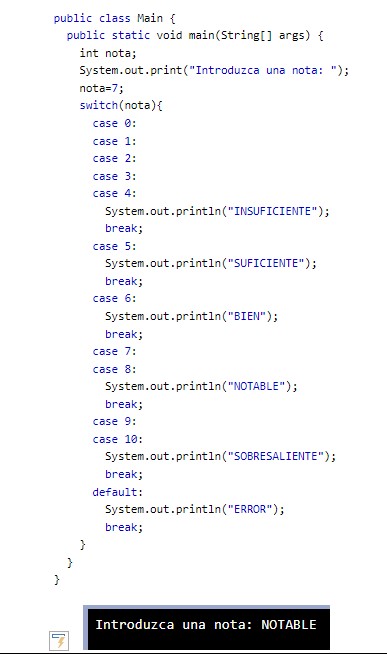 public class Main {
public static void main(String[] args) {
int nota;
System.out.print("Introduzca una nota: ");
nota=7;
switch(nota){
case 0:
case 1:
case 2:
case 3:
case 4:
System.out.println("INSUFICIENTE");
break;
case 5:
System.out.println("SUFICIENTE");
break;
case 6:
System.out.println("BIEN");
break;
case 7:
case 8:
System.out.println("NOTABLE");
break;
case 9:
case 10:
System.out.println("SOBRESALIENTE");
break;
default:
System.out.println("ERROR");
break;
}
}
}
Introduzca una nota: NOTABLE